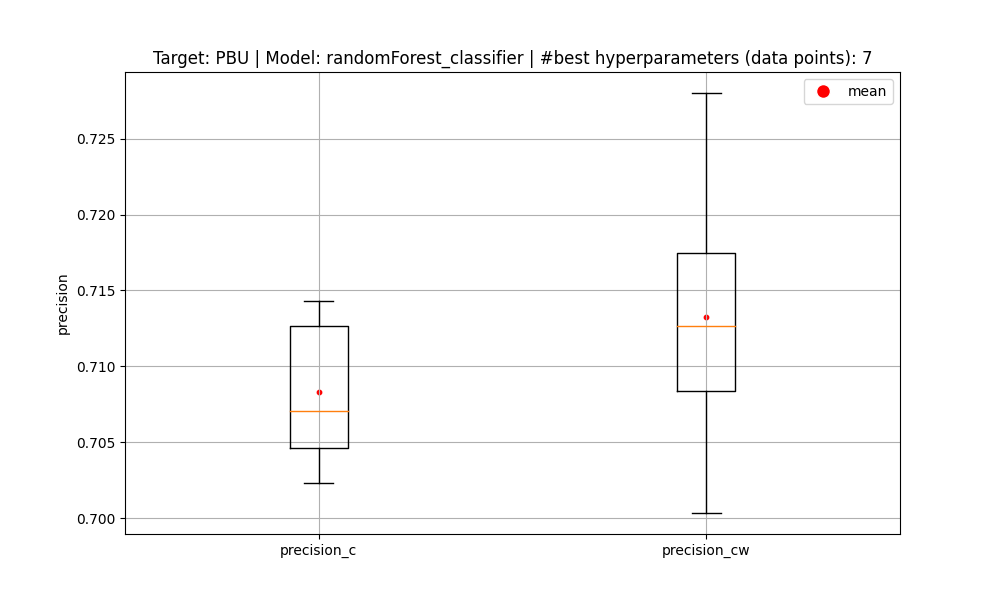 Target: PBU | Model: randomForest_classifier | #best hyperparameters (data points): 7
mean
0.725
0.720
0.715
0.710
0.705
0.700
precision
precision_c
precision_cw